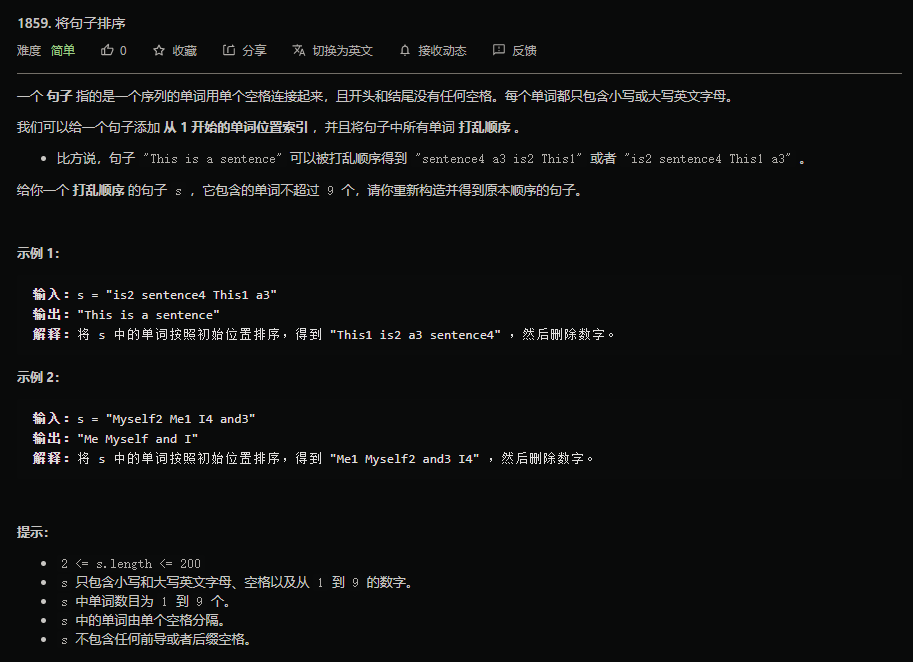 1859. 将句子排序
难度 简单 0 收藏 分享 切换为英文 接收动态 反馈
一个 句子 指的是一个序列的单词用单个空格连接起来，且开头和结尾没有任何空格。每个单词都只包含小写或大写英文字母。
我们可以给一个句子添加 从 1 开始的单词位置索引 ，并且将句子中所有单词 打乱顺序 。
• 比方说，句子 "This is a sentence" 可以被打乱顺序得到 "sentence4 a3 is2 This1" 或者 "is2 sentence4 This1 a3" 。
给你一个 打乱顺序 的句子 s ，它包含的单词不超过 9 个，请你重新构造并得到原本顺序的句子。
示例 1：
输入：s = "is2 sentence4 This1 a3"
输出："This is a sentence"
解释：将 s 中的单词按照初始位置排序，得到 "This1 is2 a3 sentence4" ，然后删除数字。
示例 2：
输入：s = "Myself2 Me1 I4 and3"
输出："Me Myself and I"
解释：将 s 中的单词按照初始位置排序，得到 "Me1 Myself2 and3 I4" ，然后删除数字。
提示：
• 2 <= s.length <= 200
• s 只包含小写和大写英文字母、空格以及从 1 到 9 的数字。
• s 中单词数目为 1 到 9 个。
• s 中的单词由单个空格分隔。
• s 不包含任何前导或者后缀空格。